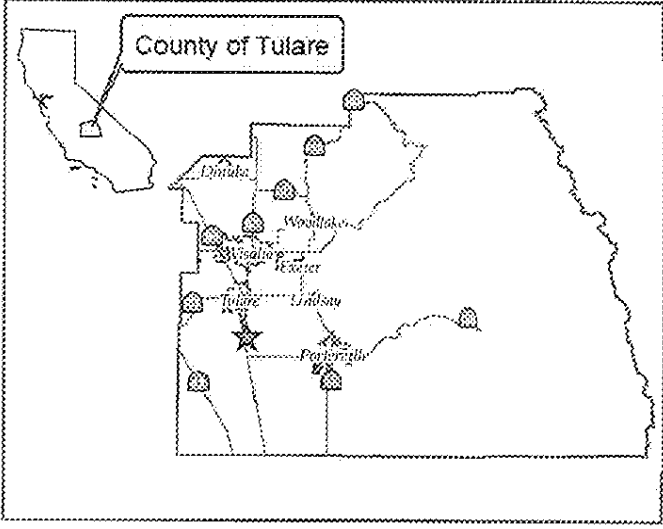 County of Tulare
Dinuba
Woodlake
Visalia
Exeter
Tulare
Lindsay
Porterville